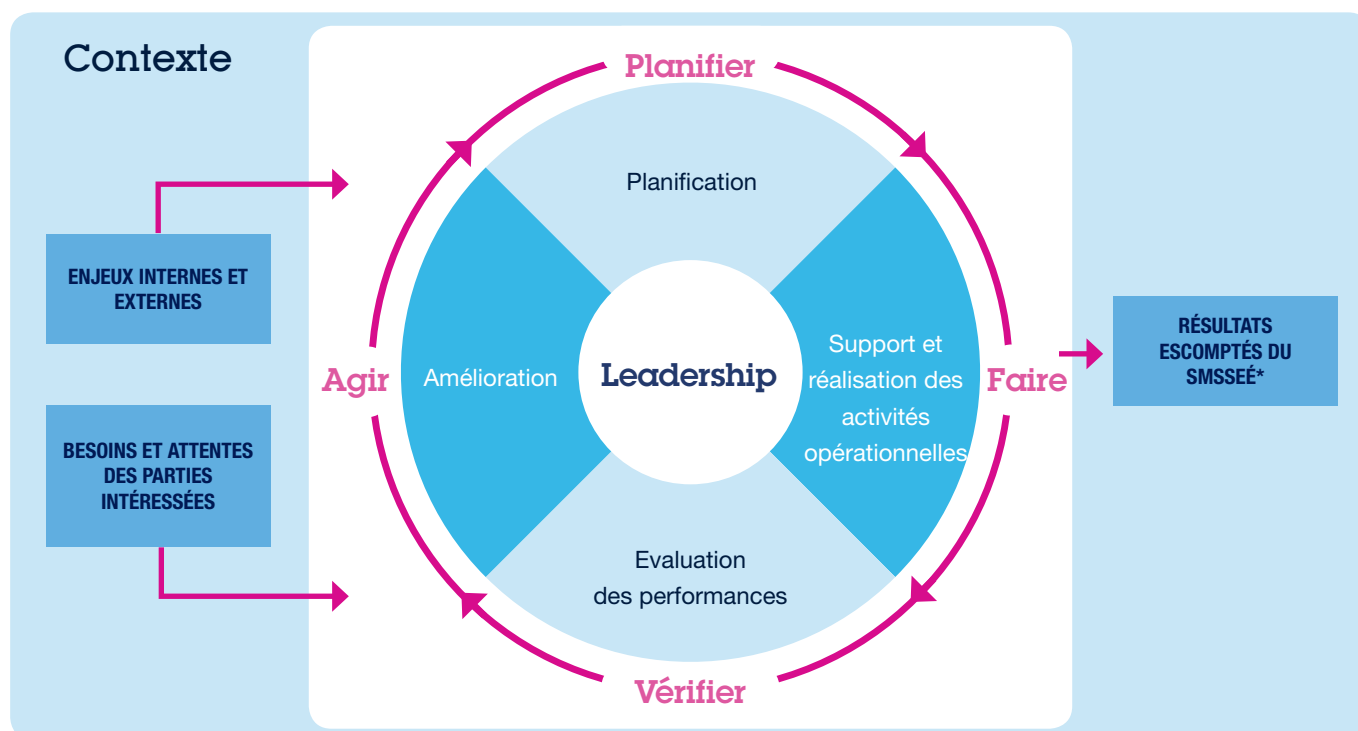 Contexte
Planifier
Planification
ENJEUX INTERNES ET
EXTERNES
BESOINS ET ATTENTES
DES PARTIES
INTÉRESSÉES
Agir
Amélioration
Leadership
Support et
réalisation des
activités
opérationnelles
Faire
RÉSULTATS
ESCOMPTÉS DU
SMSSEÉ*
Evaluation
des performances
Vérifier